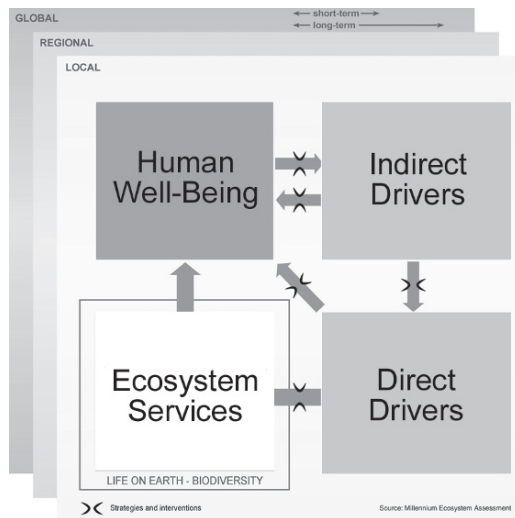 GLOBAL
short-term
long-term
REGIONAL
LOCAL
Human
Well-Being
Indirect
Drivers
Ecosystem
Services
Direct
Drivers
LIFE ON EARTH - BIODIVERSITY
Strategies and interventions
Source: Millennium Ecosystem Assessment